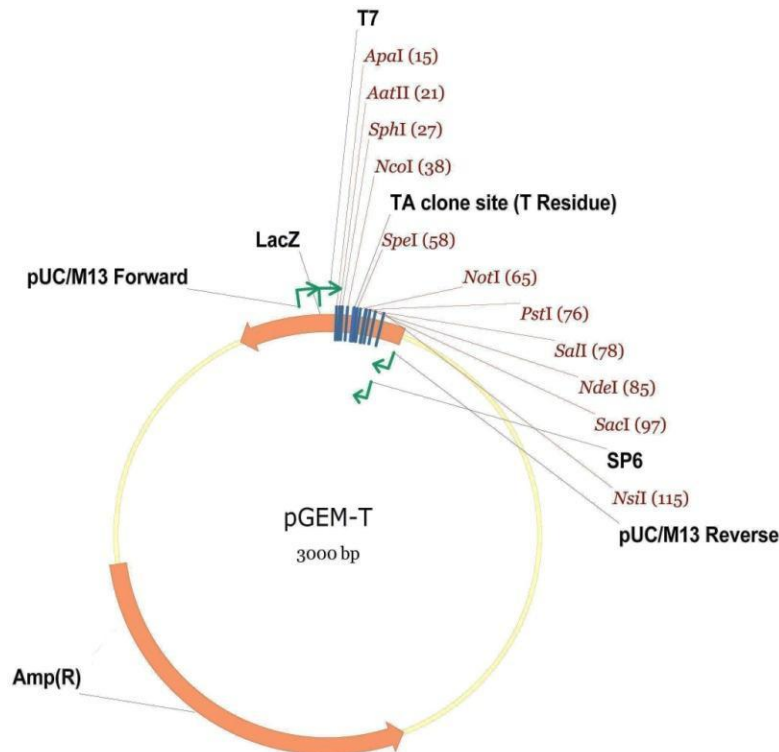 T7
ApaI (15)
AatII (21)
SphI (27)
NcoI (38)
TA clone site (T Residue)
LacZ
SpeI (58)
pUC/M13 Forward
NotI (65)
PstI (76)
SalI (78)
NdeI (85)
SacI (97)
SP6
NsiI (115)
pGEM-T
pUC/M13 Reverse
3000 bp
Amp(R)